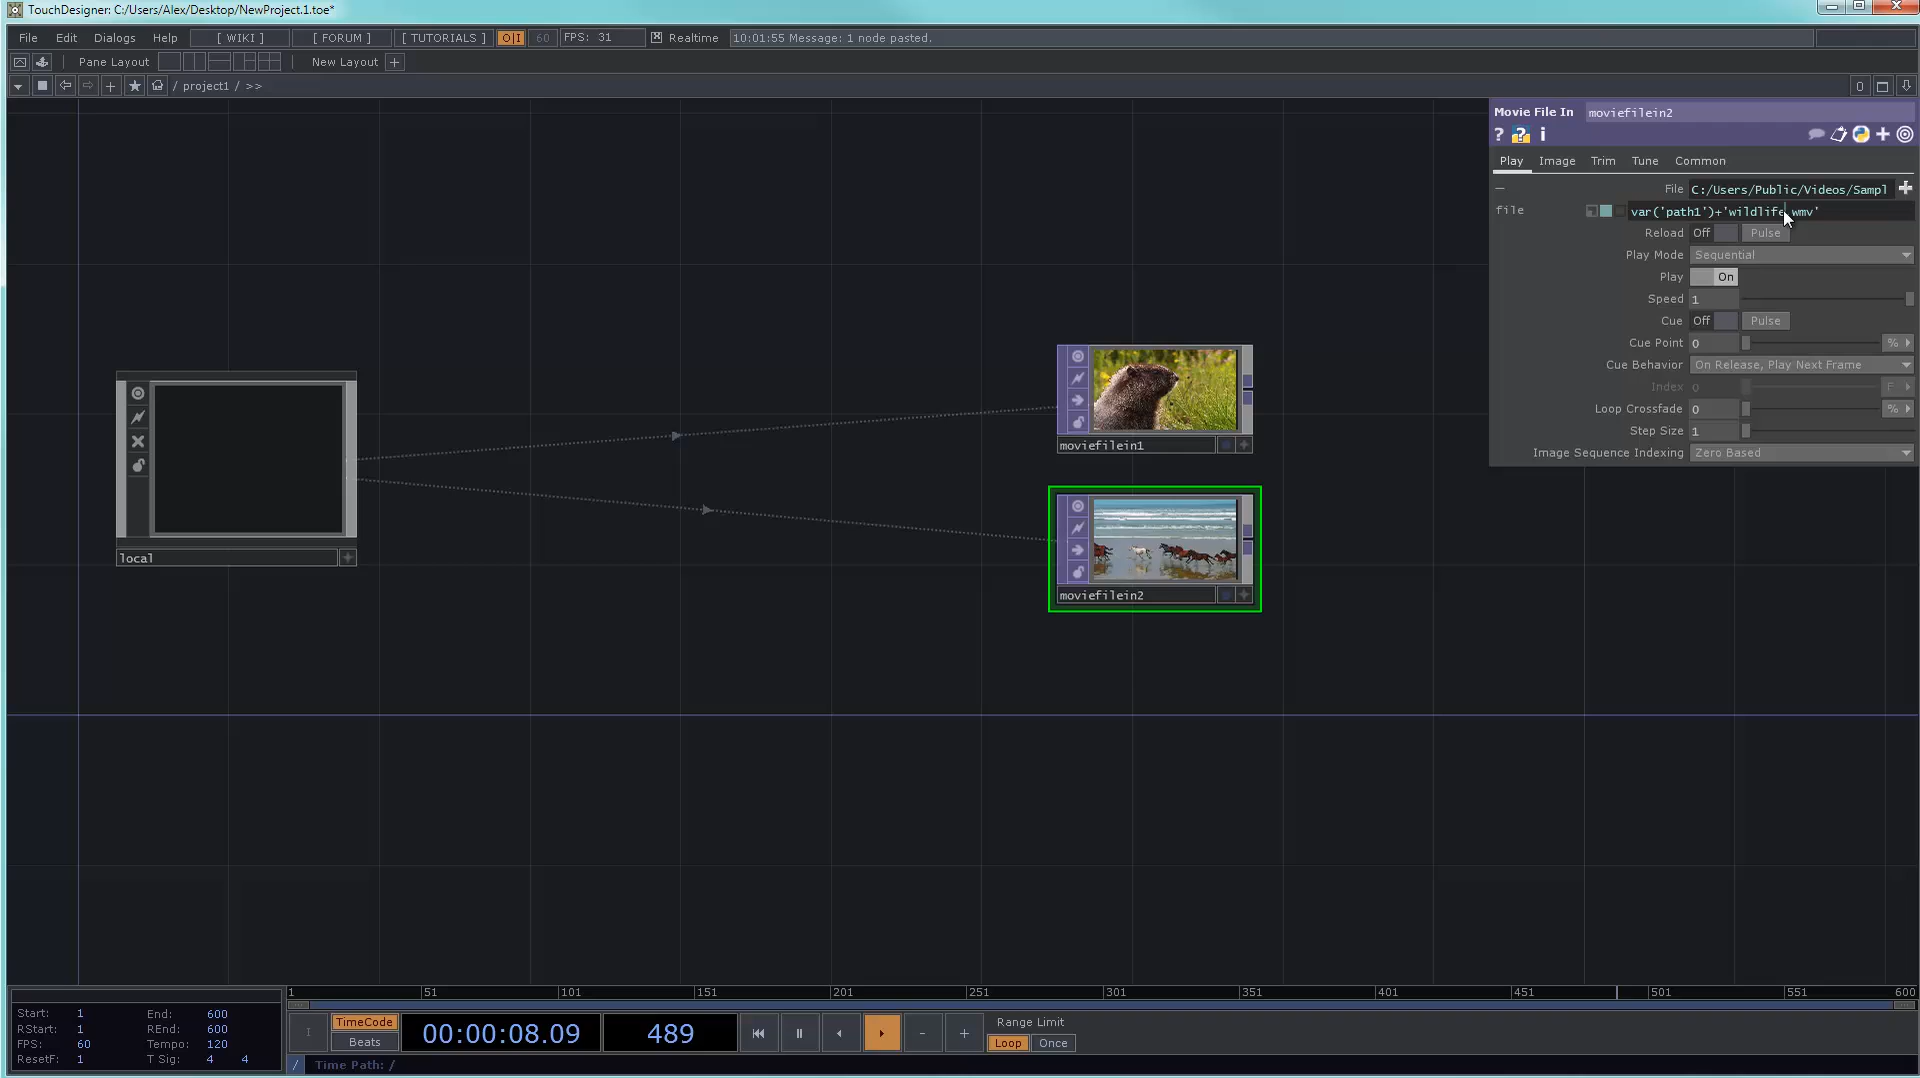 TouchDesigner: C:/Users/Alex/Desktop/NewProject.1.toe*
File Edit Dialogs Help [ WIKI ] [ FORUM ] [ TUTORIALS ] O|I 60 FPS: 31 Realtime 10:01:55 Message: 1 node pasted.
Pane Layout New Layout +
/ project1 / >> 0
Movie File In moviefilein2
? ? i
Play Image Trim Tune Common
File C:/Users/Public/Videos/Sampl
file var('path1')+'wildlife.wmv'
Reload Off Pulse
Play Mode Sequential
Play On
Speed 1
Cue Off Pulse
Cue Point 0 %
Cue Behavior On Release, Play Next Frame
Index 0 F
Loop Crossfade 0 %
Step Size 1
Image Sequence Indexing Zero Based
moviefilein1
local
moviefilein2
1 51 101 151 201 251 301 351 401 451 501 551 600
Start: 1 End: 600
RStart: 1 REnd: 600
FPS: 60 Tempo: 120
ResetF: 1 T Sig: 4 4
TimeCode
Beats
00:00:08.09 489
Range Limit
Loop Once
/ Time Path: /